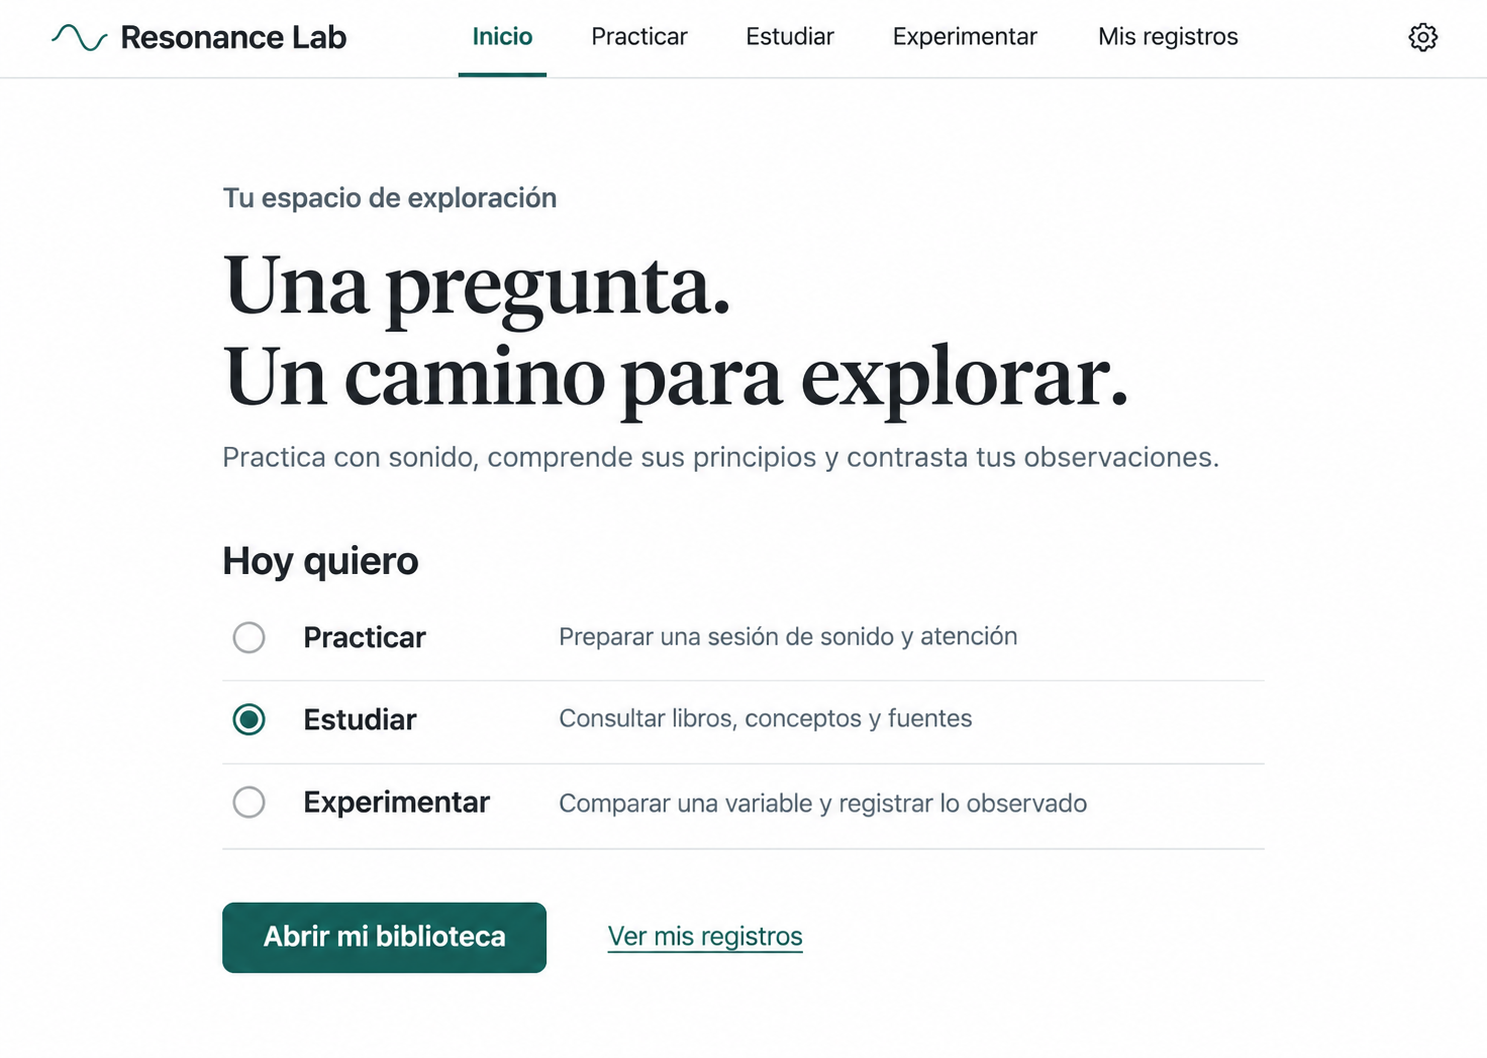 Resonance Lab
Inicio
Practicar
Estudiar
Experimentar
Mis registros
Tu espacio de exploración
Una pregunta.
Un camino para explorar.
Practica con sonido, comprende sus principios y contrasta tus observaciones.
Hoy quiero
Practicar
Preparar una sesión de sonido y atención
Estudiar
Consultar libros, conceptos y fuentes
Experimentar
Comparar una variable y registrar lo observado
Abrir mi biblioteca
Ver mis registros